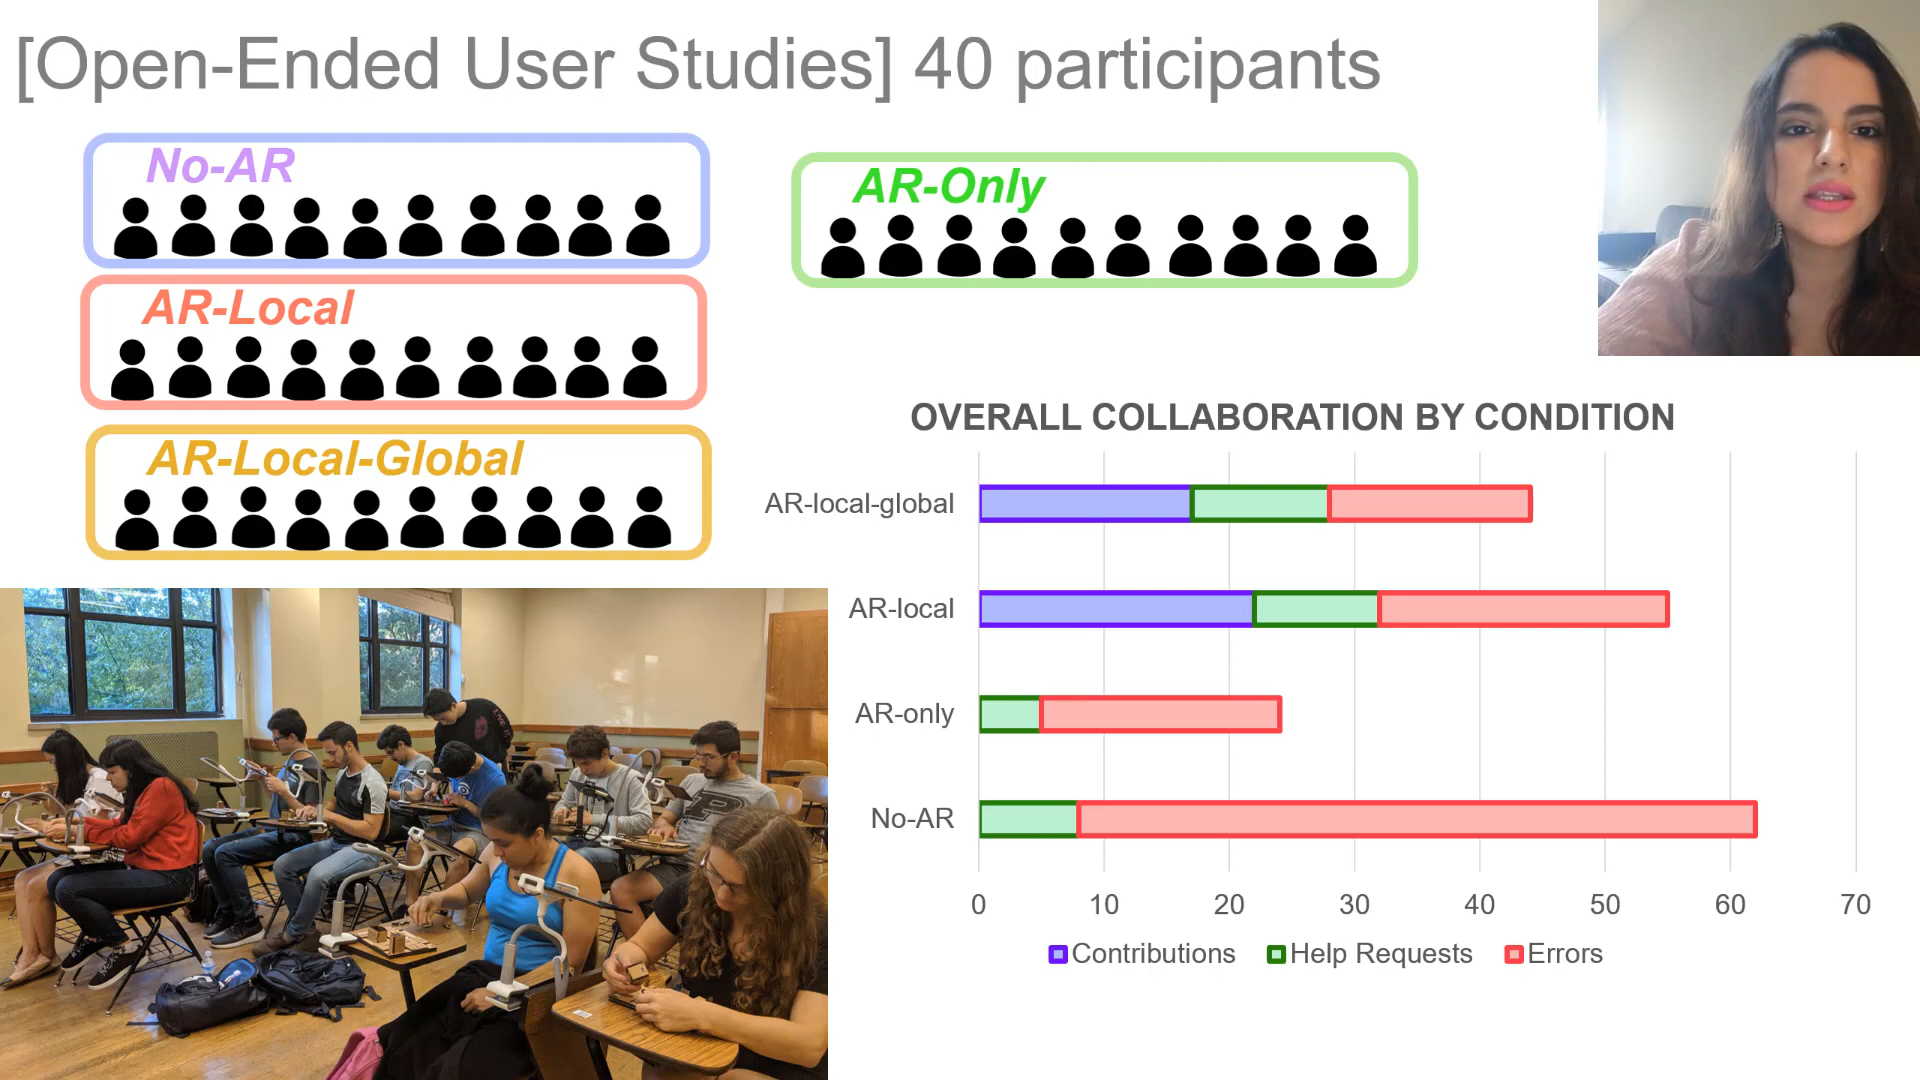 [Open-Ended User Studies] 40 participants
No-AR
AR-Only
AR-Local
AR-Local-Global
OVERALL COLLABORATION BY CONDITION
AR-local-global
AR-local
AR-only
No-AR
0 10 20 30 40 50 60 70
Contributions Help Requests Errors